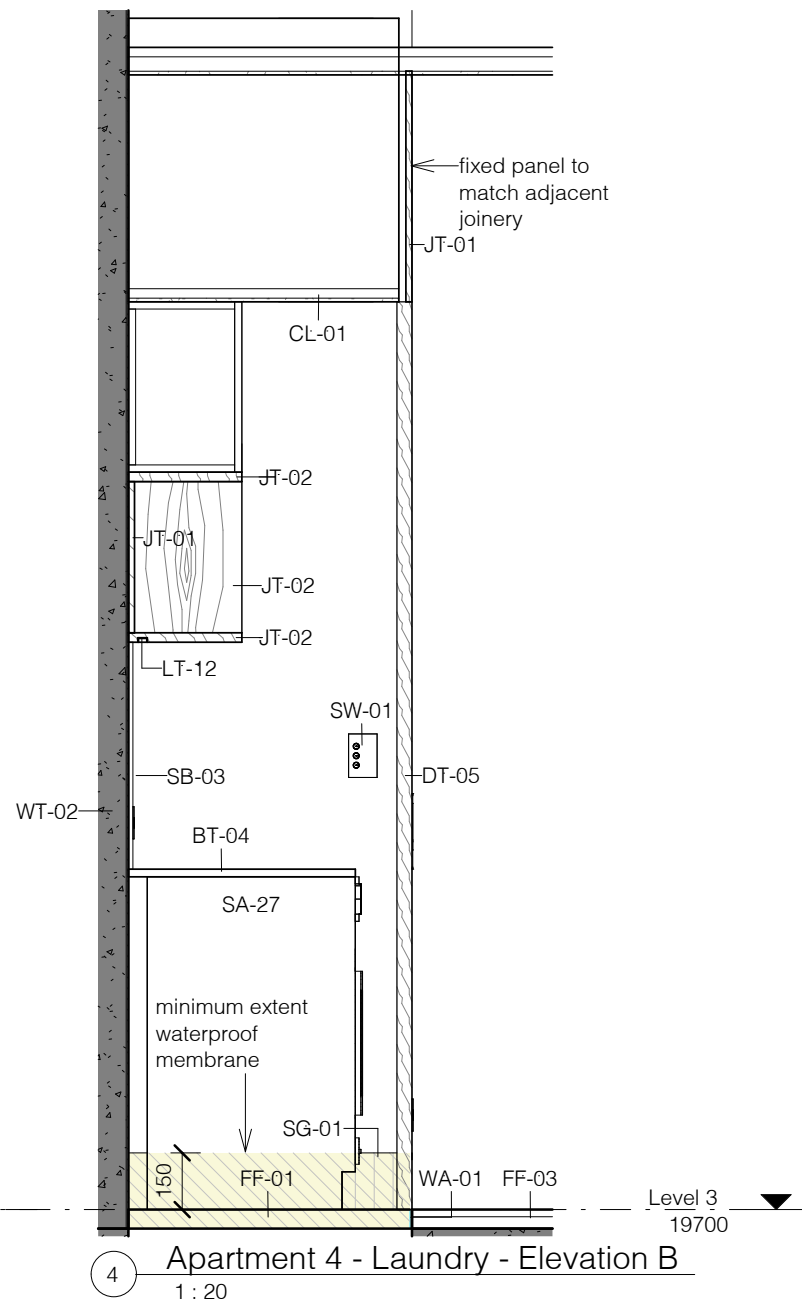 fixed panel to
match adjacent
joinery
JT-01
CL-01
JT-02
JT-01
JT-02
JT-02
LT-12
SW-01
SB-03
DT-05
WT-02
BT-04
SA-27
minimum extent
waterproof
membrane
SG-01
150
FF-01
WA-01
FF-03
Level 3
19700
4
Apartment 4 - Laundry - Elevation B
1 : 20